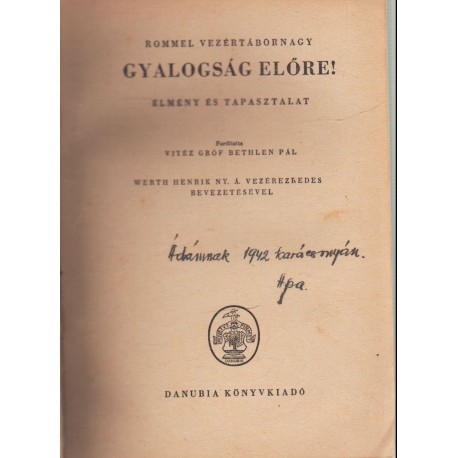 ROMMEL VEZÉRTÁBORNAGY
GYALOGSÁG ELŐRE!
ÉLMÉNY ÉS TAPASZTALAT
Fordította
VITÉZ GRÓF BETHLEN PÁL
WERTH HENRIK NY. Á. VEZÉREZREDES
BEVEZETÉSÉVEL
Ádámnak 1942 karácsonyán.
Apa.
DANUBIA
DANUBIA KÖNYVKIADÓ